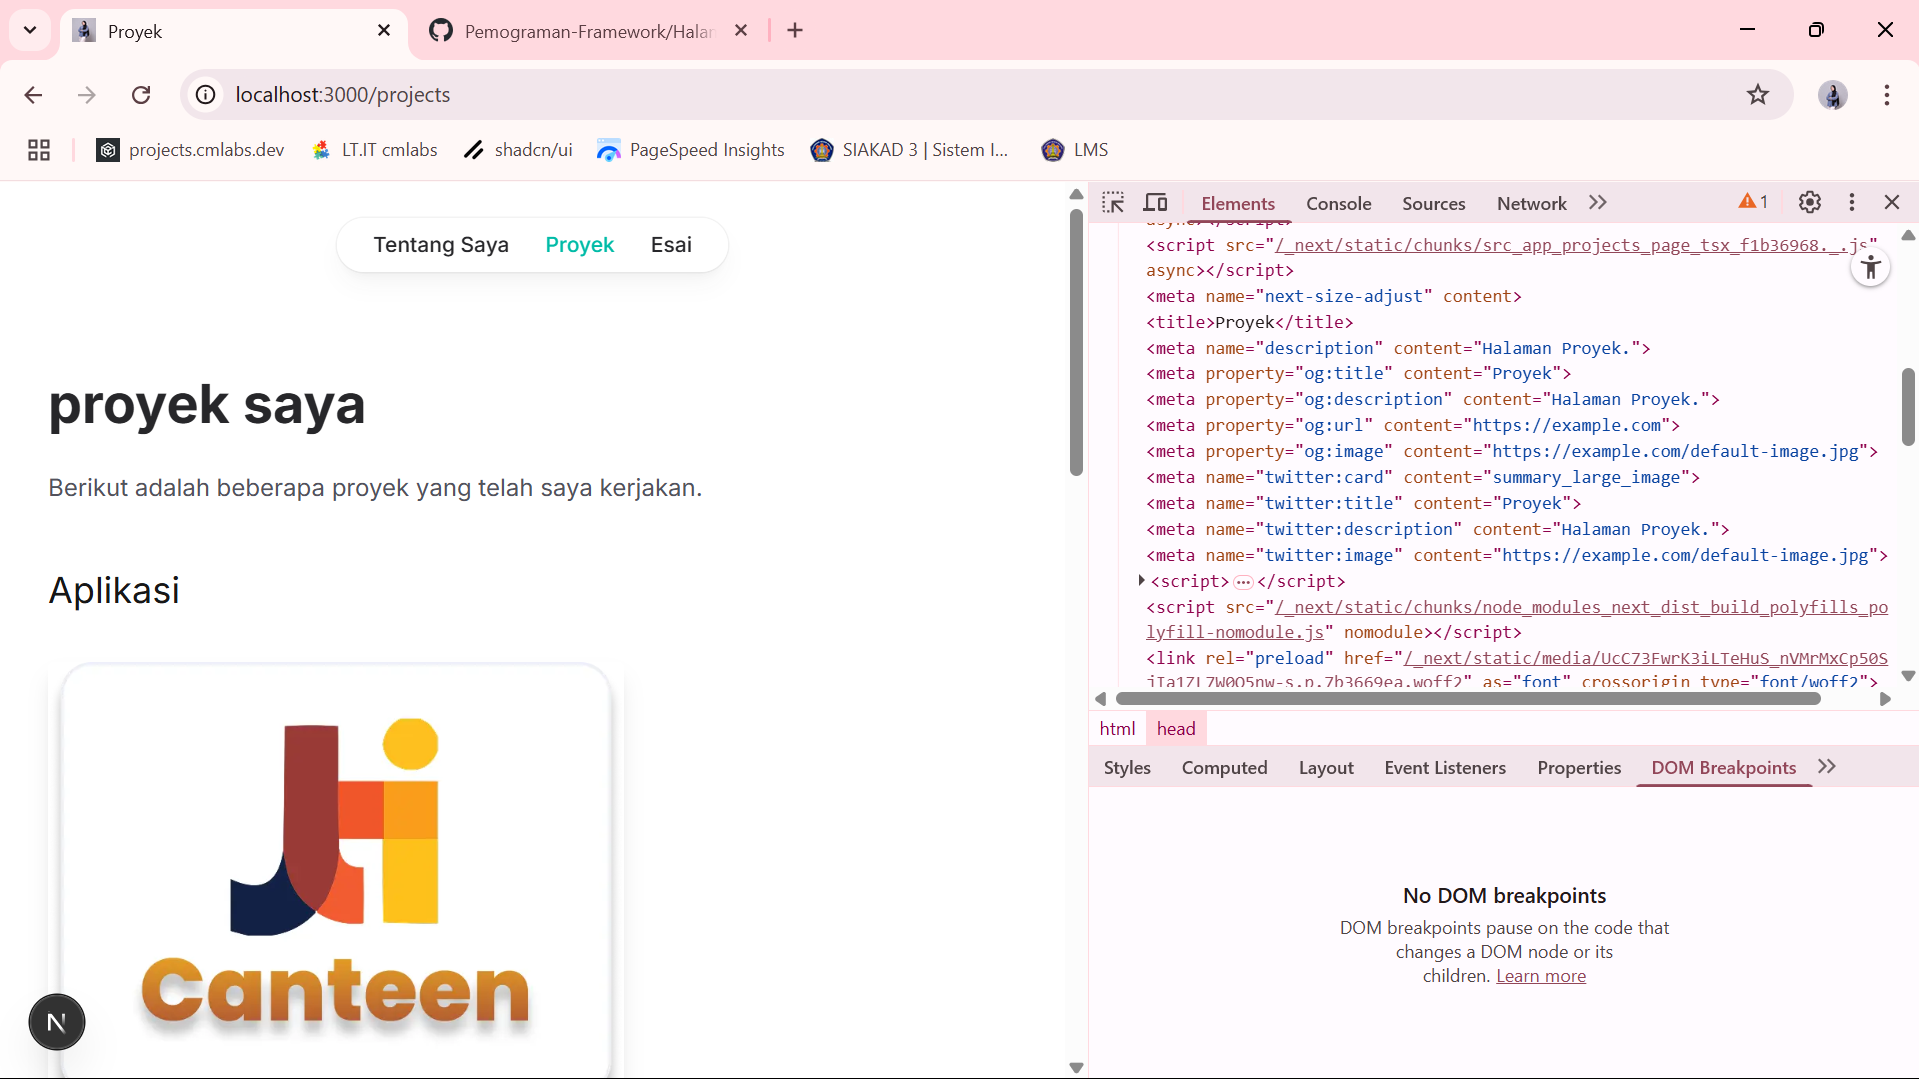 Proyek
Pemograman-Framework/Halan
localhost:3000/projects
projects.cmlabs.dev
LT.IT cmlabs
shadcn/ui
PageSpeed Insights
SIAKAD 3 | Sistem I...
LMS
Tentang Saya
Proyek
Esai
proyek saya
Berikut adalah beberapa proyek yang telah saya kerjakan.
Aplikasi
Canteen
N
Elements
Console
Sources
Network
1
async></script>
<script src="/_next/static/chunks/src_app_projects_page_tsx_f1b36968._.js"
async></script>
<meta name="next-size-adjust" content>
<title>Proyek</title>
<meta name="description" content="Halaman Proyek.">
<meta property="og:title" content="Proyek">
<meta property="og:description" content="Halaman Proyek.">
<meta property="og:url" content="https://example.com">
<meta property="og:image" content="https://example.com/default-image.jpg">
<meta name="twitter:card" content="summary_large_image">
<meta name="twitter:title" content="Proyek">
<meta name="twitter:description" content="Halaman Proyek.">
<meta name="twitter:image" content="https://example.com/default-image.jpg">
<script>…</script>
<script src="/_next/static/chunks/node_modules_next_dist_build_polyfills_po
lyfill-nomodule.js" nomodule></script>
<link rel="preload" href="/_next/static/media/UcC73FwrK3iLTeHuS_nVMrMxCp50S
jIa1ZL7W0Q5nw-s.p.7b3669ea.woff2" as="font" crossorigin type="font/woff2">
html
head
Styles
Computed
Layout
Event Listeners
Properties
DOM Breakpoints
No DOM breakpoints
DOM breakpoints pause on the code that
changes a DOM node or its
children. Learn more